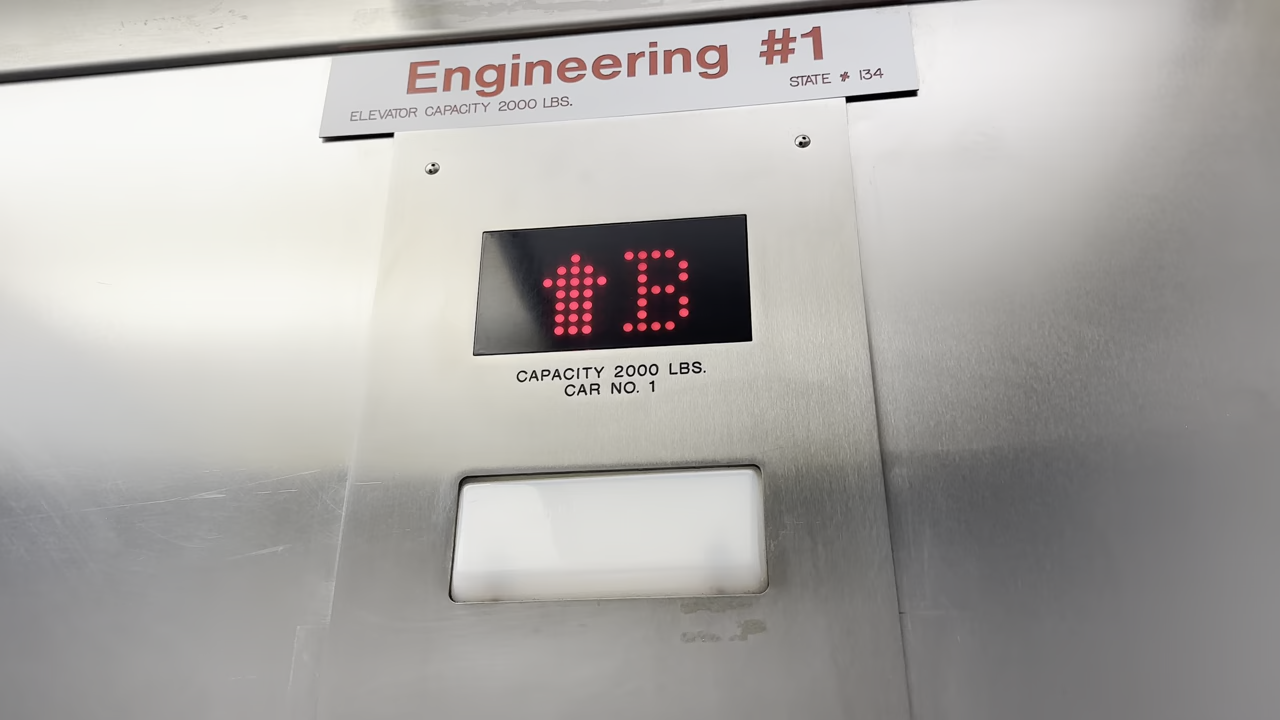 Engineering #1
ELEVATOR CAPACITY 2000 LBS.
STATE # 134
B
CAPACITY 2000 LBS.
CAR NO. 1